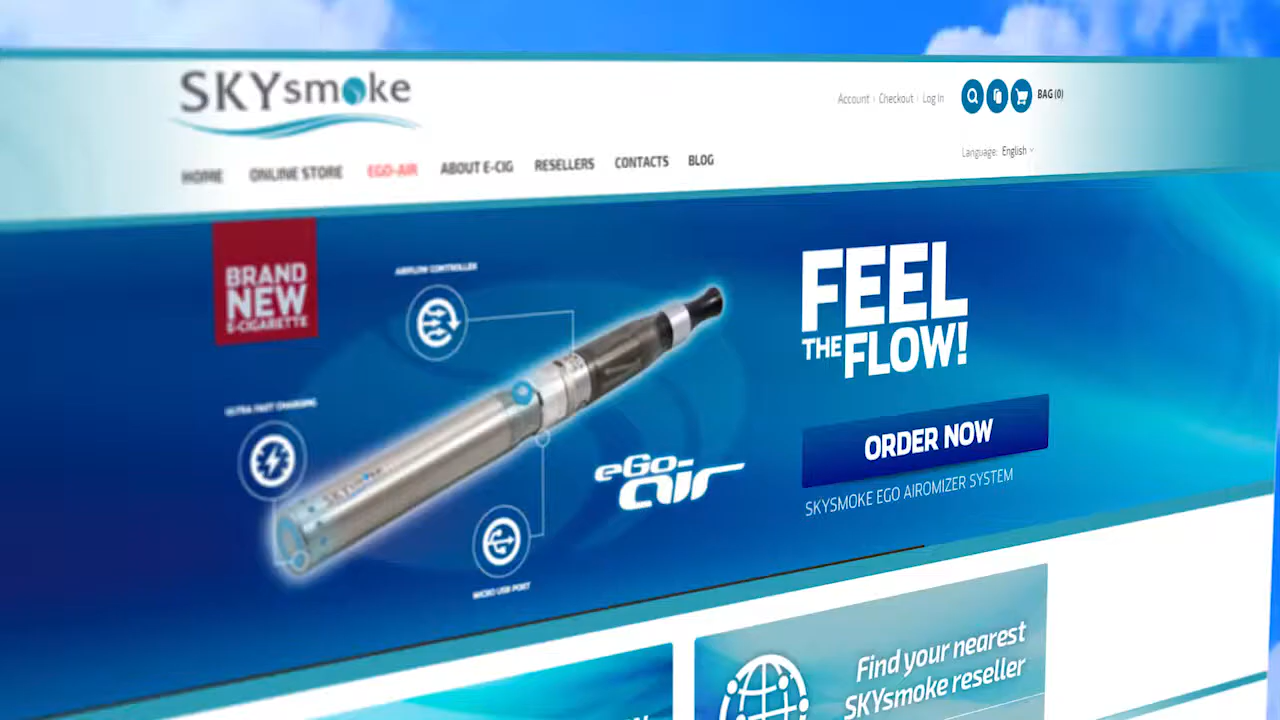 SKYsmoke
Account Checkout Log In
BAG (0)
Language: English
HOME ONLINE STORE EGO-AIR ABOUT E-CIG RESELLERS CONTACTS BLOG
BRAND
NEW
E-CIGARETTE
AIRFLOW CONTROLLER
ULTRA FAST CHARGING
SKYsmoke
MICRO USB PORT
eGo-
air
FEEL
THE FLOW!
ORDER NOW
SKYSMOKE EGO AIROMIZER SYSTEM
Find your nearest
SKYsmoke reseller